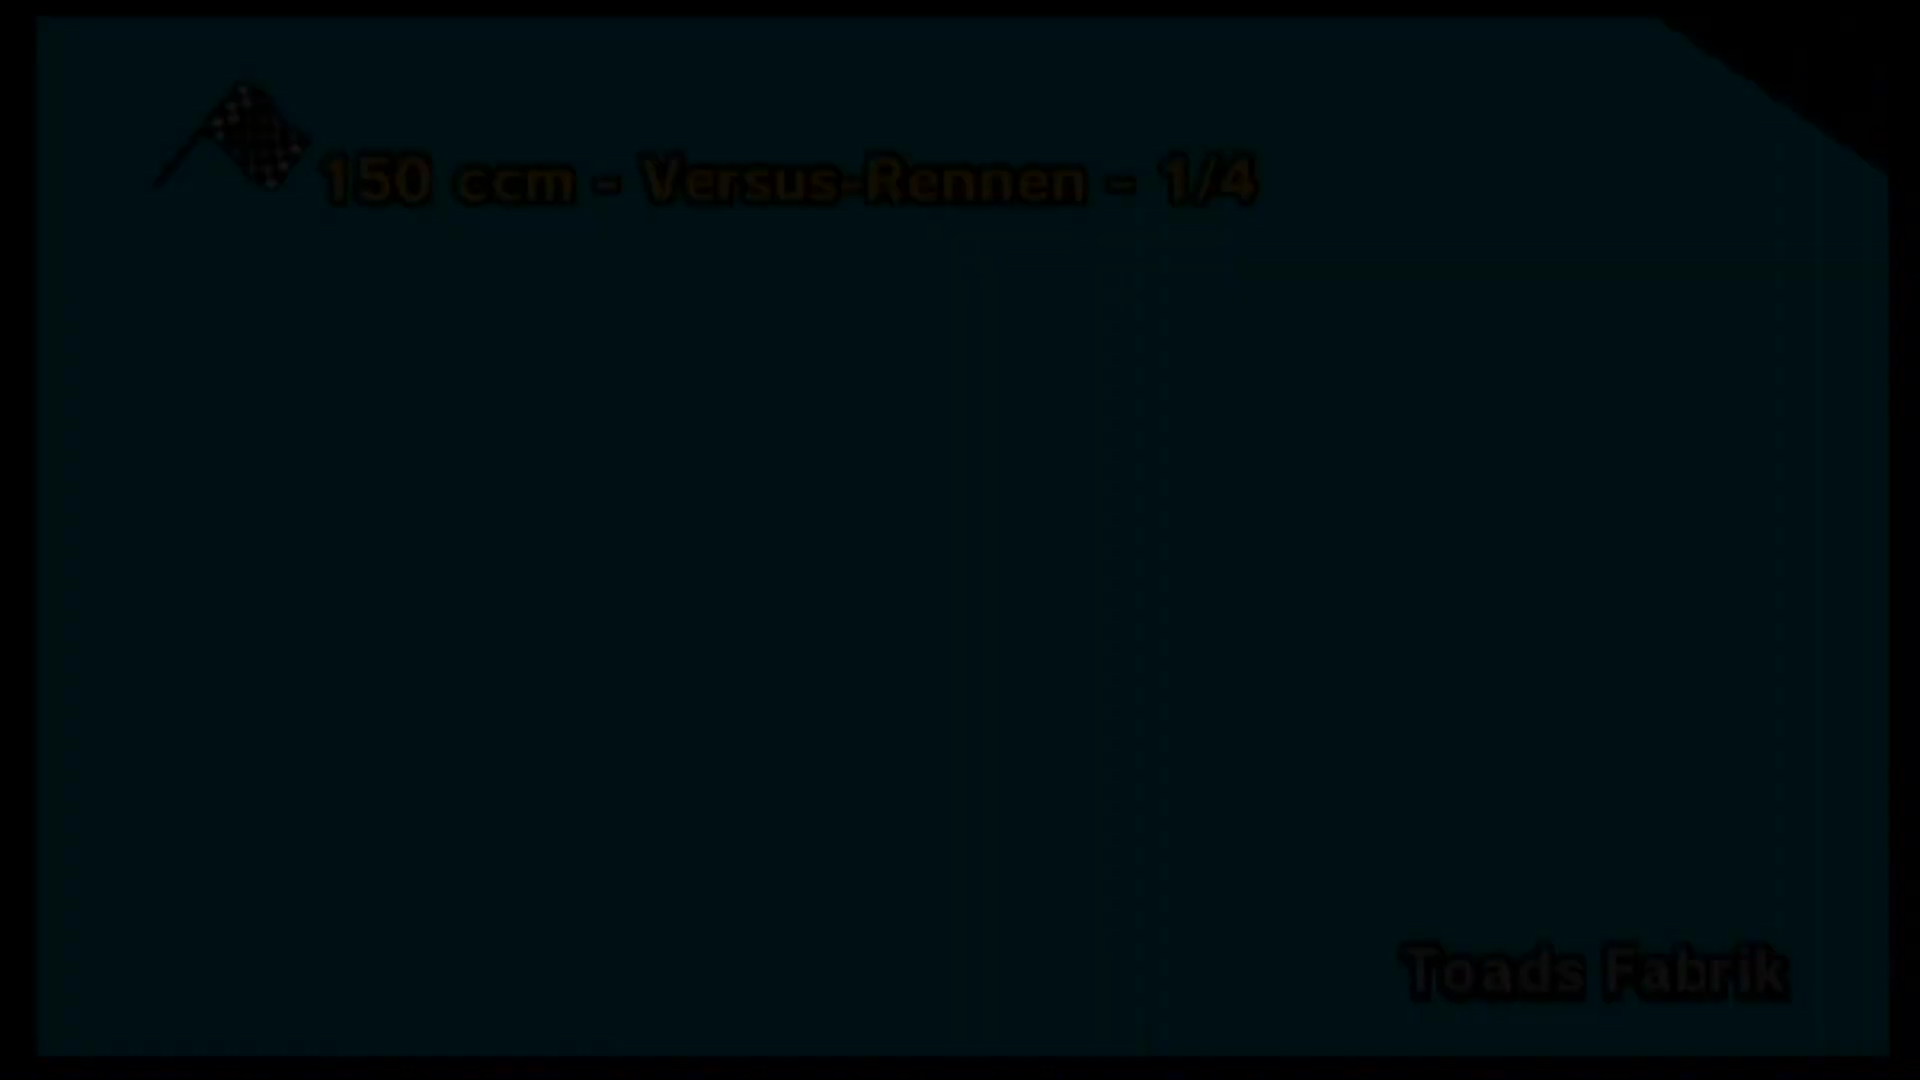 150 ccm - Versus-Rennen - 1/4
Toads Fabrik